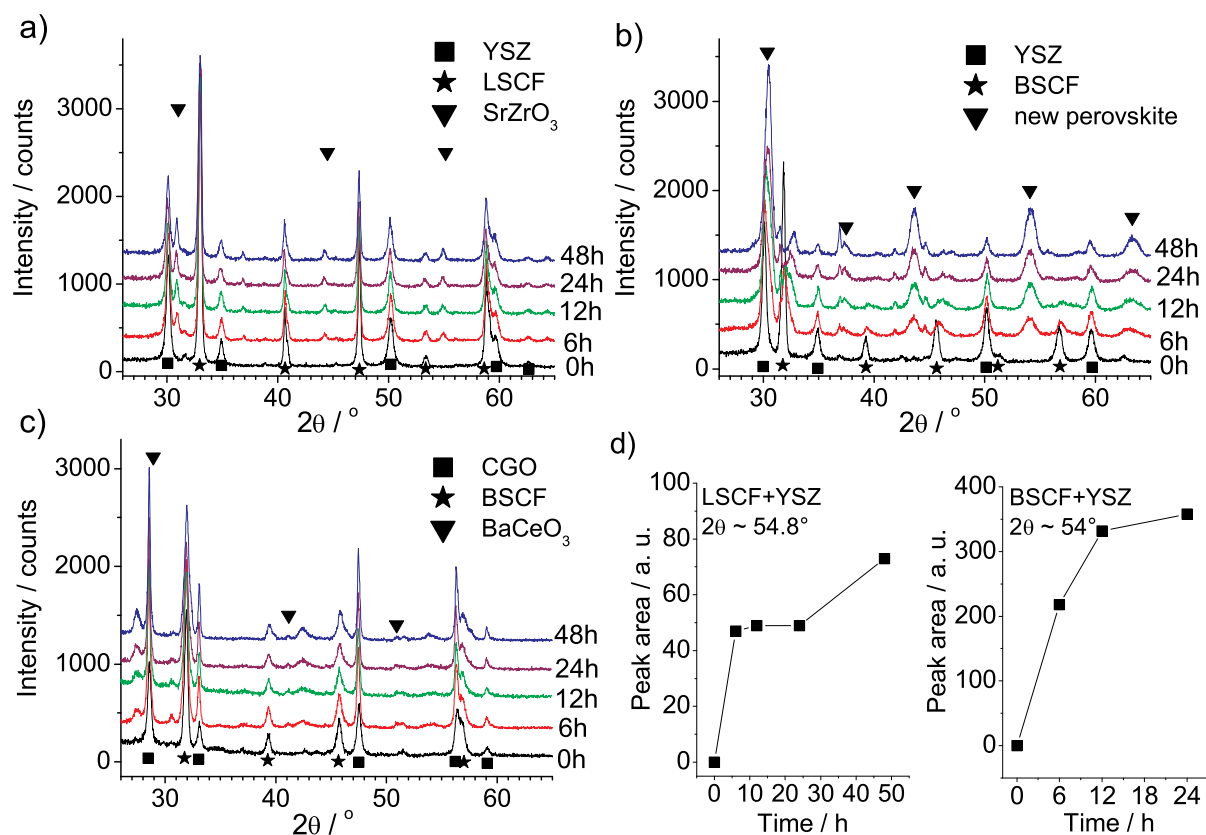 a)
YSZ
LSCF
SrZrO₃
Intensity / counts
3000
2000
1000
0
48h
24h
12h
6h
0h
30 40 50 60
2θ / °
b)
YSZ
BSCF
new perovskite
Intensity / counts
3000
2000
1000
0
48h
24h
12h
6h
0h
30 40 50 60
2θ / °
c)
CGO
BSCF
BaCeO₃
Intensity / counts
3000
2000
1000
0
48h
24h
12h
6h
0h
30 40 50 60
2θ / °
d)
LSCF+YSZ
2θ ~ 54.8°
Peak area / a. u.
100
80
60
40
20
0
0 10 20 30 40 50
Time / h
BSCF+YSZ
2θ ~ 54°
Peak area / a. u.
400
300
200
100
0
0 6 12 18 24
Time / h